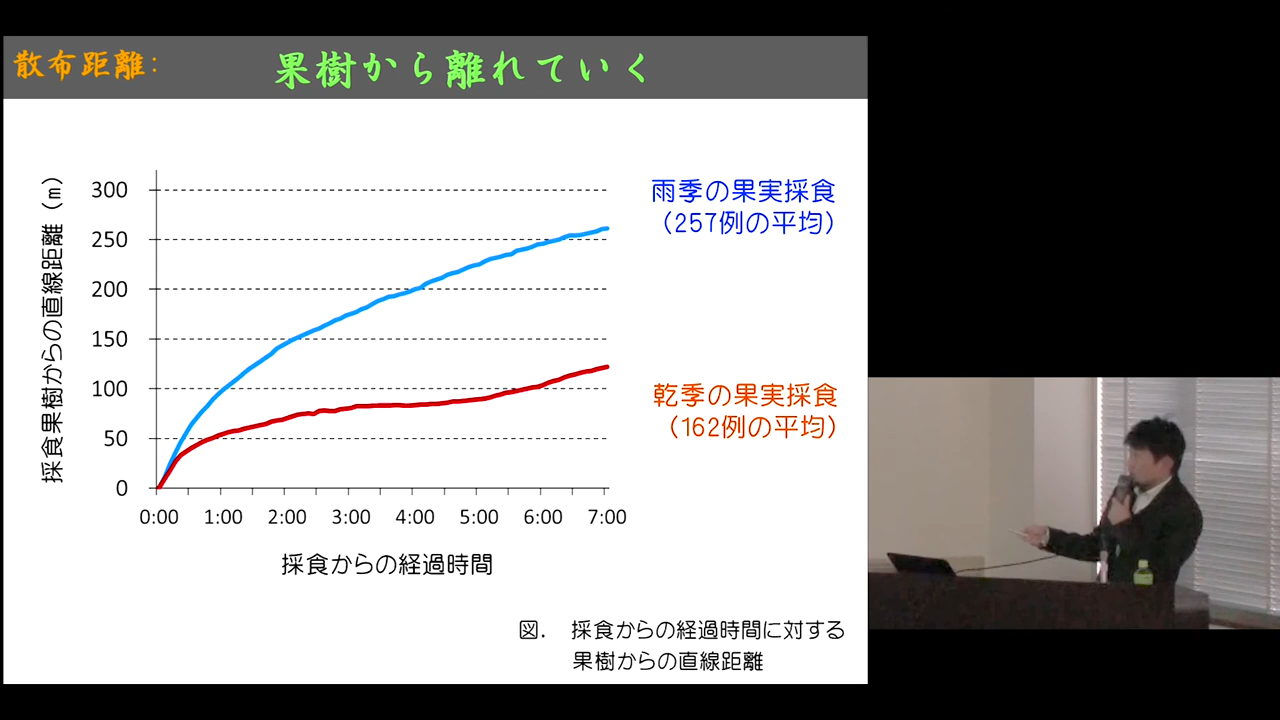 散布距離:
果樹から離れていく
採食果樹からの直線距離（m）
300
250
200
150
100
50
0
0:00 1:00 2:00 3:00 4:00 5:00 6:00 7:00
採食からの経過時間
雨季の果実採食
（257例の平均）
乾季の果実採食
（162例の平均）
図． 採食からの経過時間に対する
果樹からの直線距離